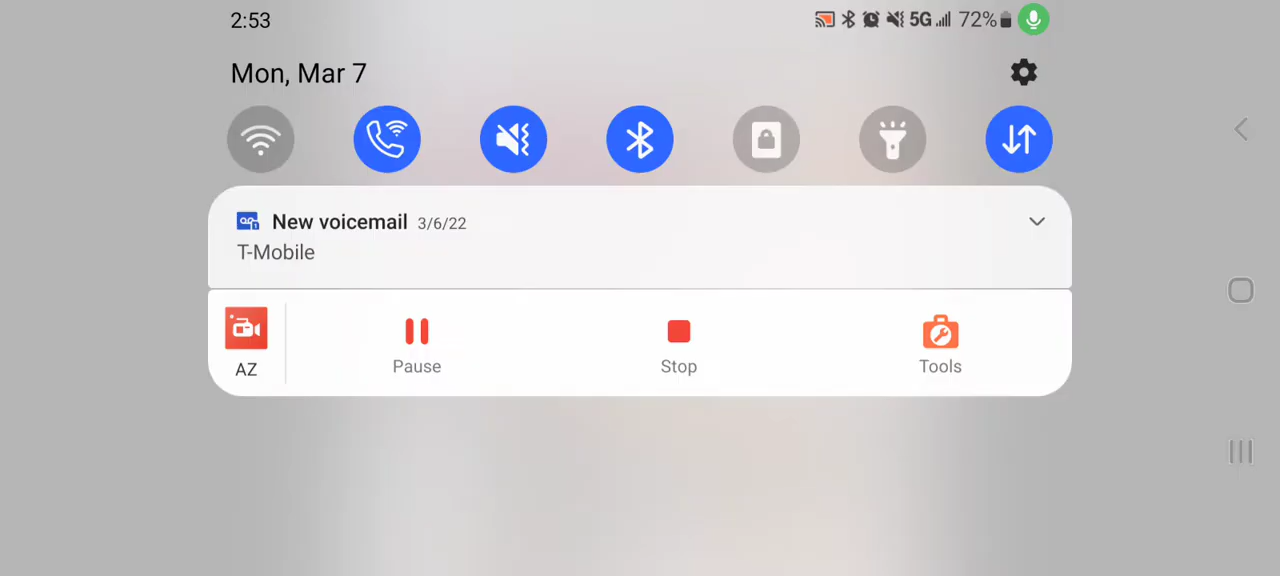 2:53
5G 72%
Mon, Mar 7
New voicemail 3/6/22
T-Mobile
AZ
Pause
Stop
Tools